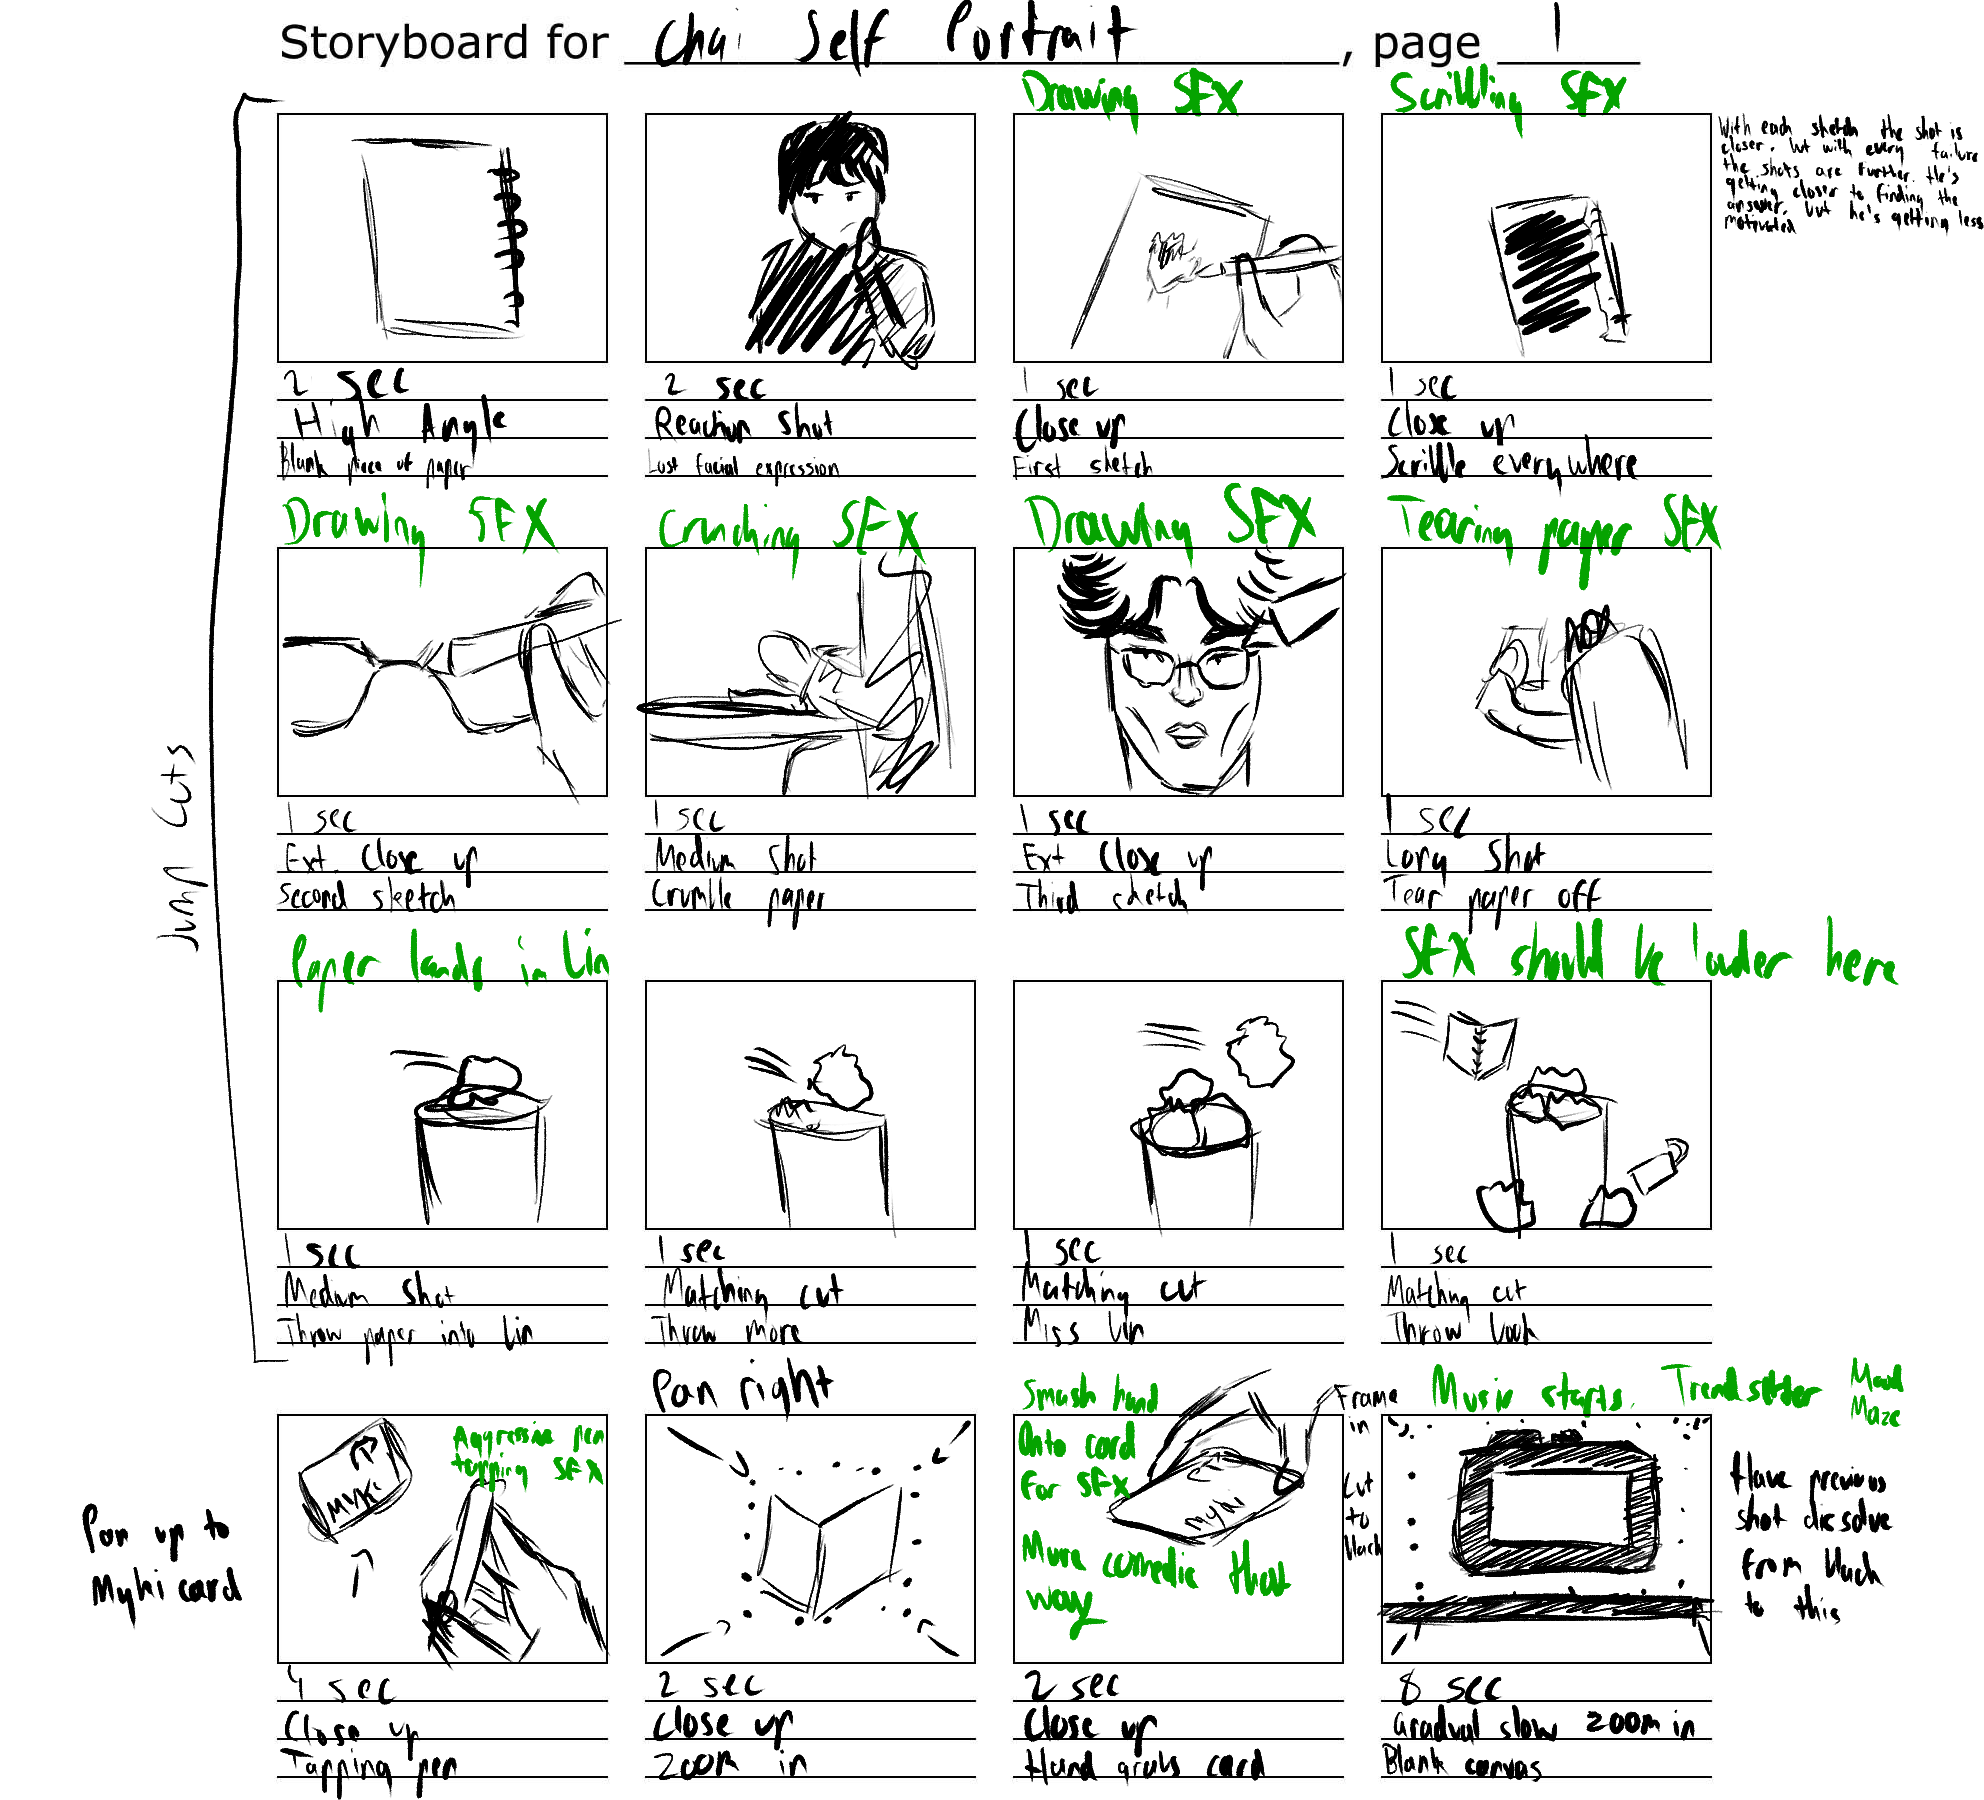 Storyboard for Chai Self Portrait, page 1
Drawing SFX
Scribbling SFX
With each sketch the shot is
closer, but with every failure
the shots are further. He's
getting closer to finding the
answer, but he's getting less
motivated
2 sec
High Angle
Blank piece of paper
2 sec
Reaction shot
Lost facial expression
1 sec
Close up
First sketch
1 sec
Close up
Scribble everywhere
Jump Cuts
Drawing SFX
Crunching SFX
Drawing SFX
Tearing paper SFX
1 sec
Ext. Close up
Second sketch
1 sec
Medium shot
Crumble paper
1 sec
Ext Close up
Third sketch
1 sec
Long shot
Tear paper off
Paper lands in bin
SFX should be louder here
1 sec
Medium shot
Throw paper into bin
1 sec
Matching cut
Throw more
1 sec
Matching cut
Miss bin
1 sec
Matching cut
Throw book
Pan up to
Myki card
MYKI
Aggressive pen
tapping SFX
4 sec
Close up
Tapping pen
Pan right
2 sec
Close up
Zoom in
Smash hand
Onto card
for SFX
More comedic that
way
Myki
Frame
in
Cut
to
black
2 sec
Close up
Hand grabs card
Music starts. Trendsetter Mood
Maze
Have previous
shot dissolve
from black
to this
8 sec
Gradual slow zoom in
Blank canvas